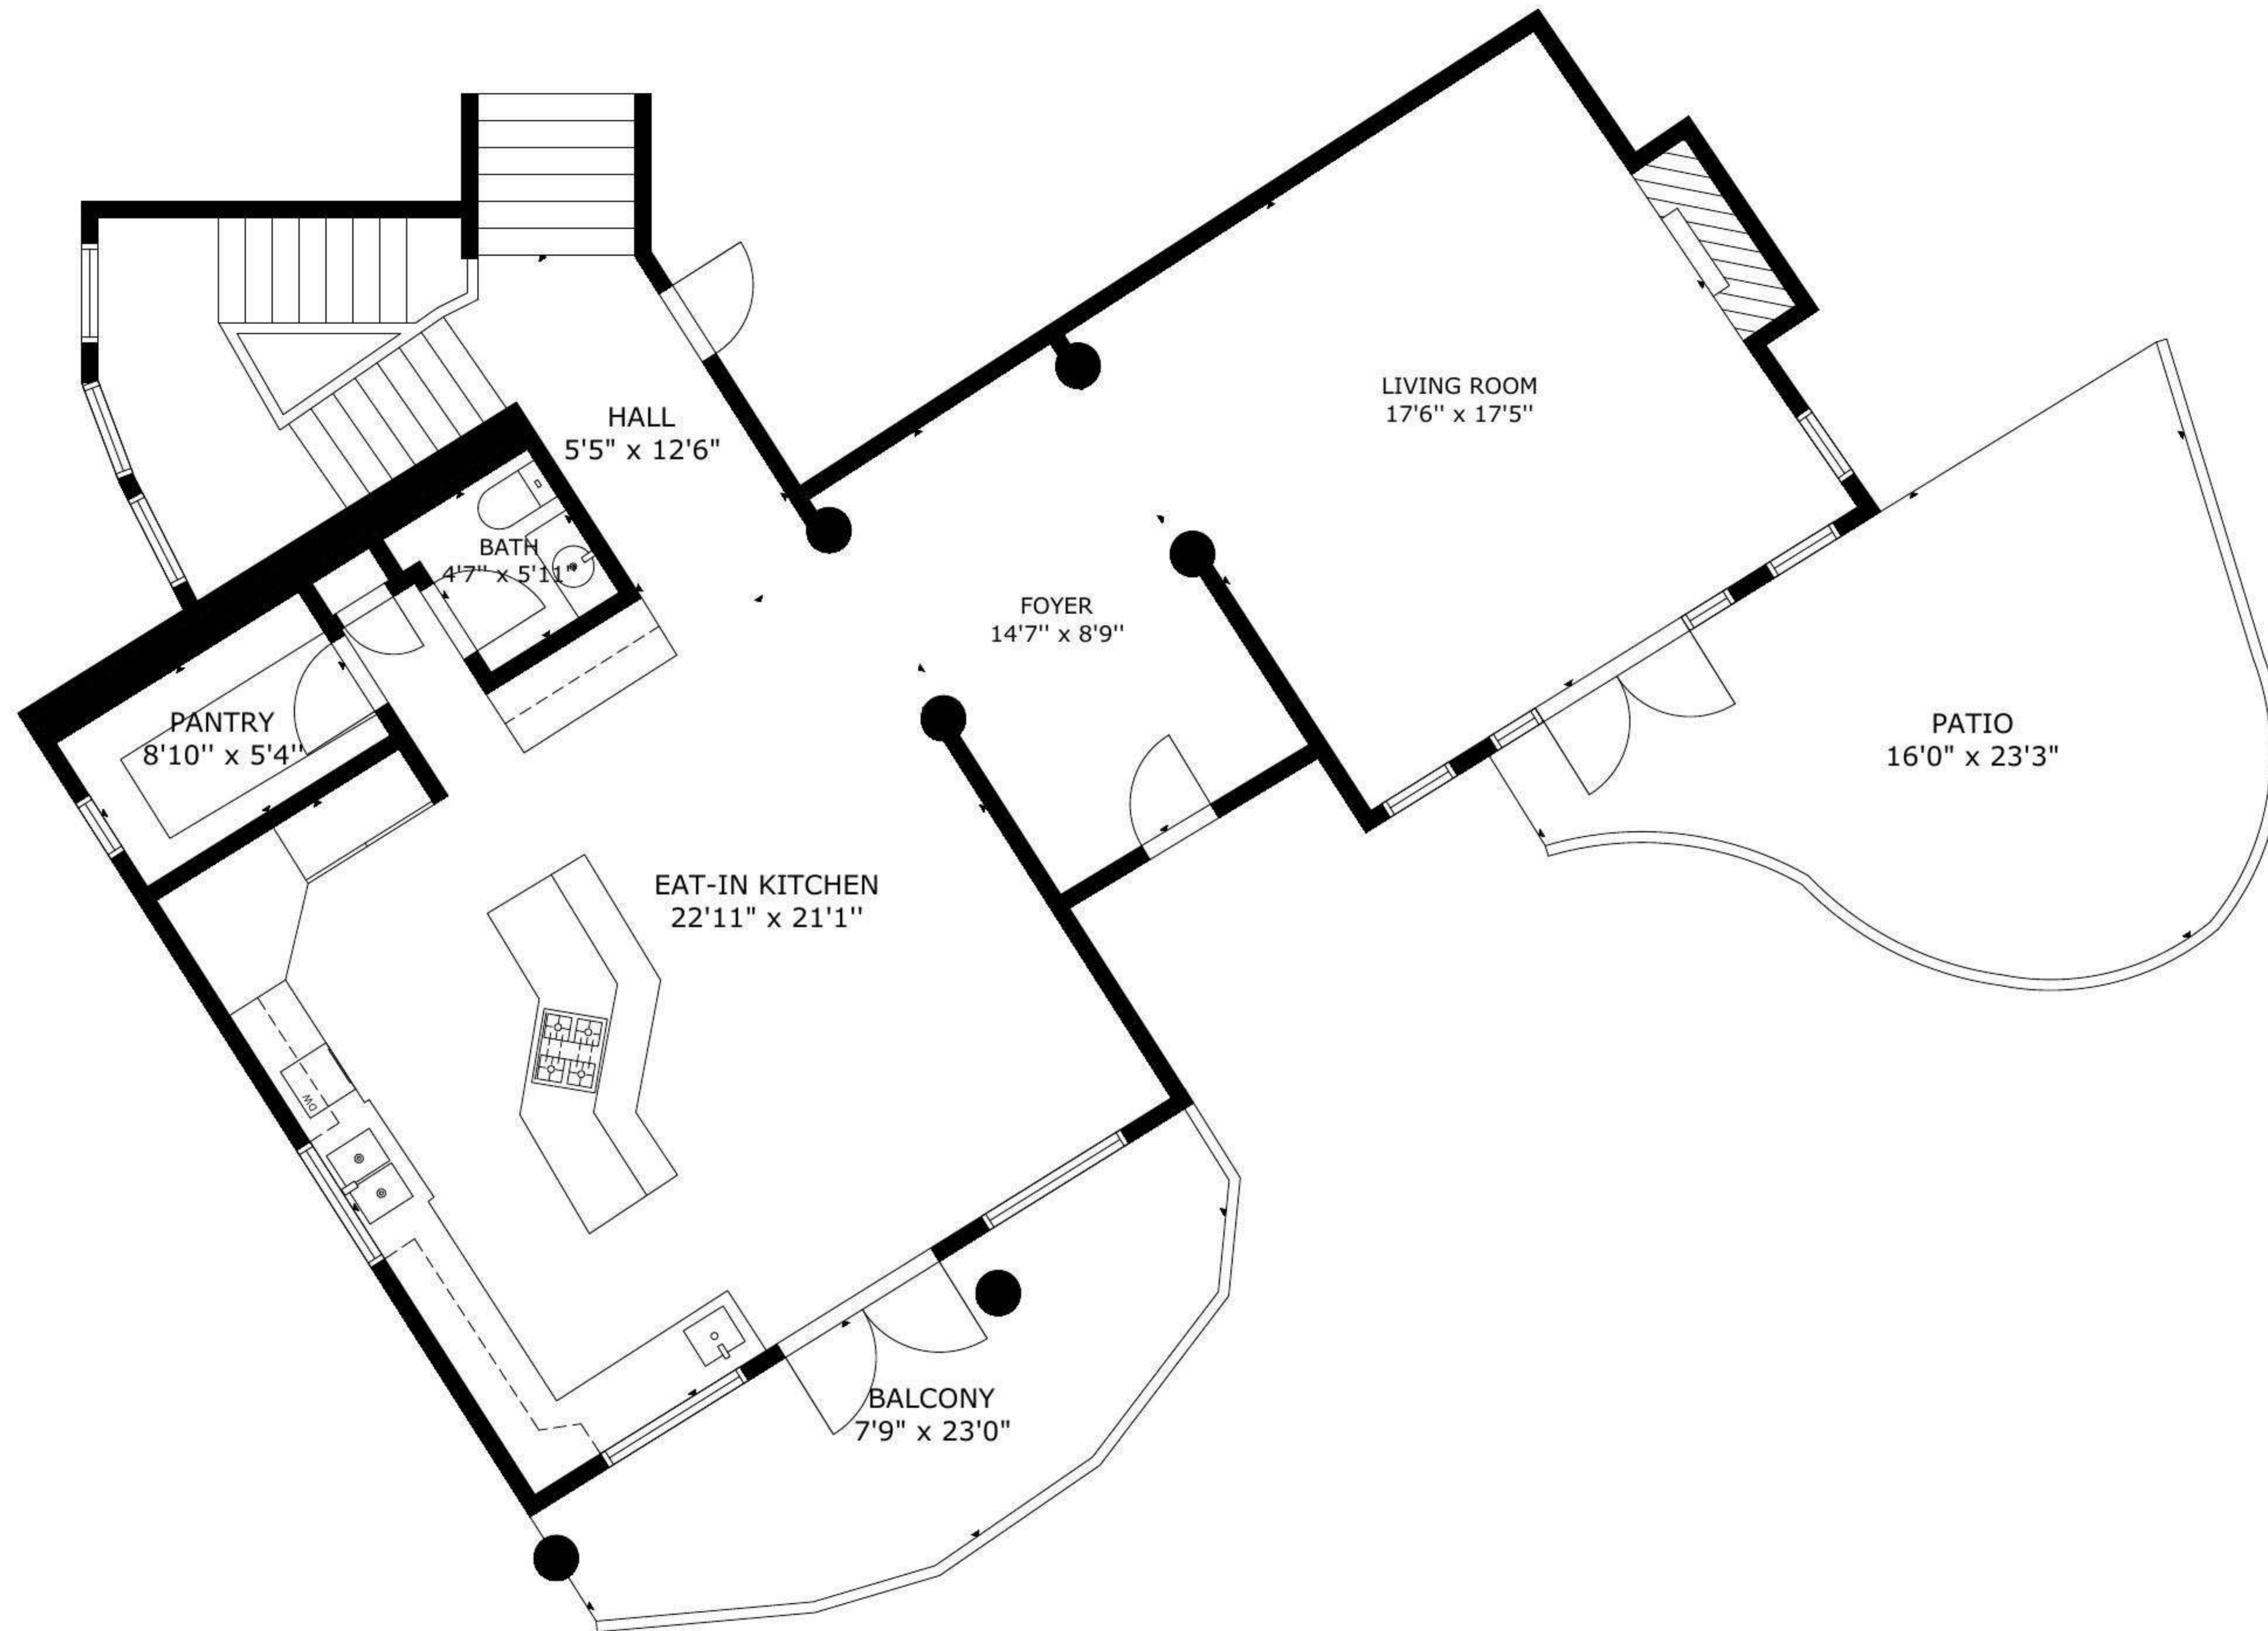 LIVING ROOM
17'6'' x 17'5''
HALL
5'5" x 12'6"
BATH
4'7" x 5'11"
FOYER
14'7'' x 8'9''
PANTRY
8'10'' x 5'4''
PATIO
16'0" x 23'3"
EAT-IN KITCHEN
22'11" x 21'1''
DW
BALCONY
7'9" x 23'0"